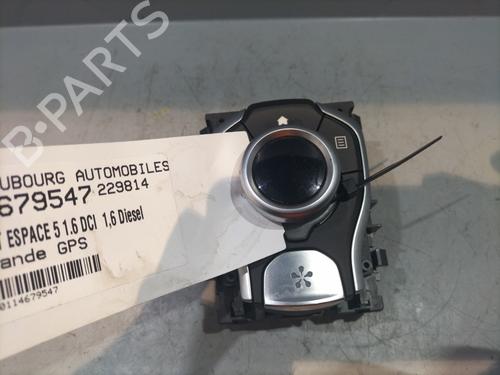 B-PARTS
UBOURG AUTOMOBILES
679547 229814
T ESPACE 5 1.6 DCI 1,6 Diesel
ande GPS
0114679547